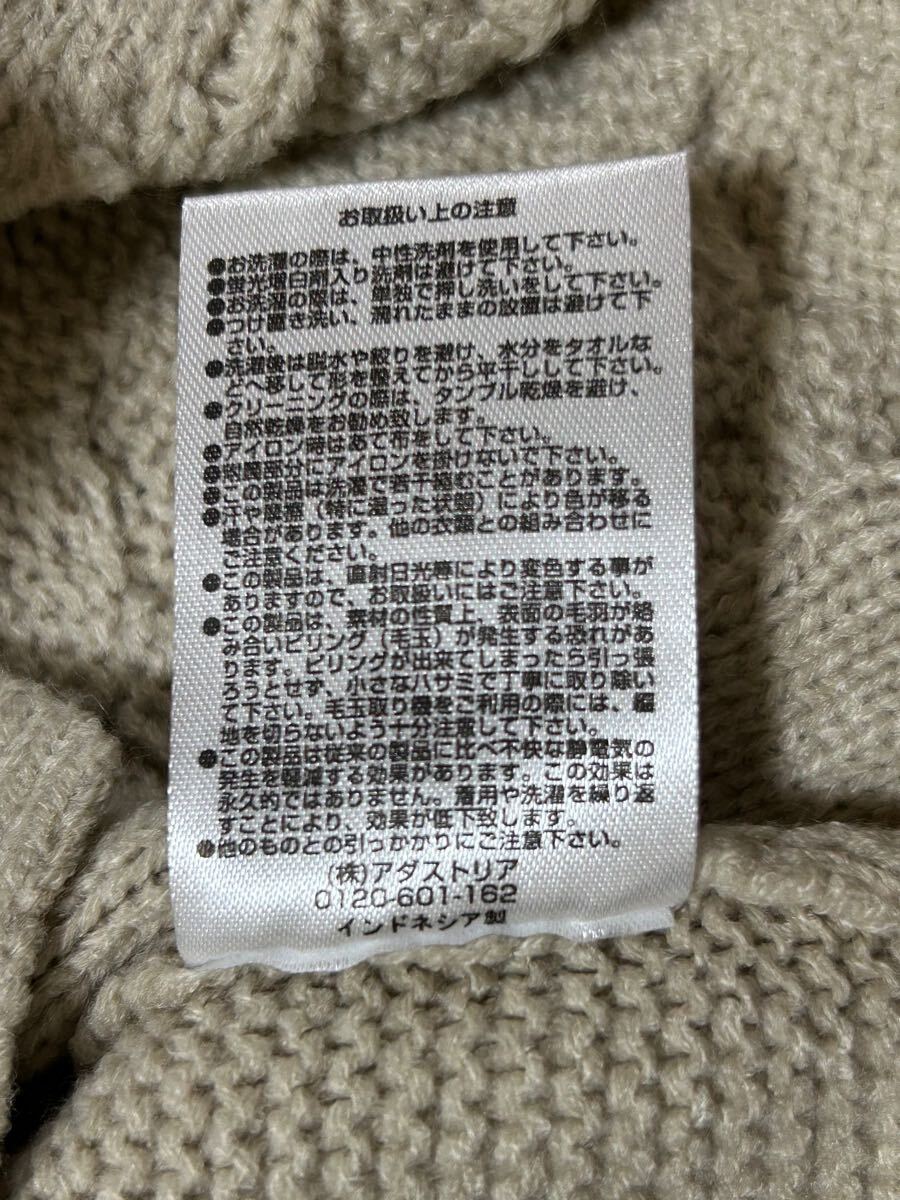 お取扱い上の注意
●お洗濯の際は、中性洗剤を使用して下さい。
●蛍光増白剤入り洗剤は避けて下さい。
●お洗濯の際は、単独で押し洗いをして下さい。
●つけ置き洗い、濡れたままの放置は避けて下
さい。
●洗濯後は脱水や絞りを避け、水分をタオルな
どへ移して形を整えてから平干しして下さい。
●クリーニングの際は、タンブル乾燥を避け、
自然乾燥をお勧め致します。
●アイロン時はあて布をして下さい。
●装飾部分にアイロンを掛けないで下さい。
●この製品は洗濯で若干縮むことがあります。
●汗や摩擦（特に湿った状態）により色が移る
場合があります。他の衣類との組み合わせに
ご注意ください。
●この製品は、直射日光等により変色する事が
ありますので、お取扱いにはご注意下さい。
●この製品は、素材の性質上、表面の毛羽が絡
み合いピリング（毛玉）が発生する恐れがあ
ります。ピリングが出来てしまったら引っ張
ろうとせず、小さなハサミで丁寧に取り除い
て下さい。毛玉取り機をご利用の際には、編
地を切らないよう十分注意して下さい。
●この製品は従来の製品に比べ不快な静電気の
発生を軽減する効果があります。この効果は
永久的ではありません。着用や洗濯を繰り返
すことにより、効果が低下致します。
●他のものとの引っかかりにご注意下さい。
(株)アダストリア
0120-601-162
インドネシア製